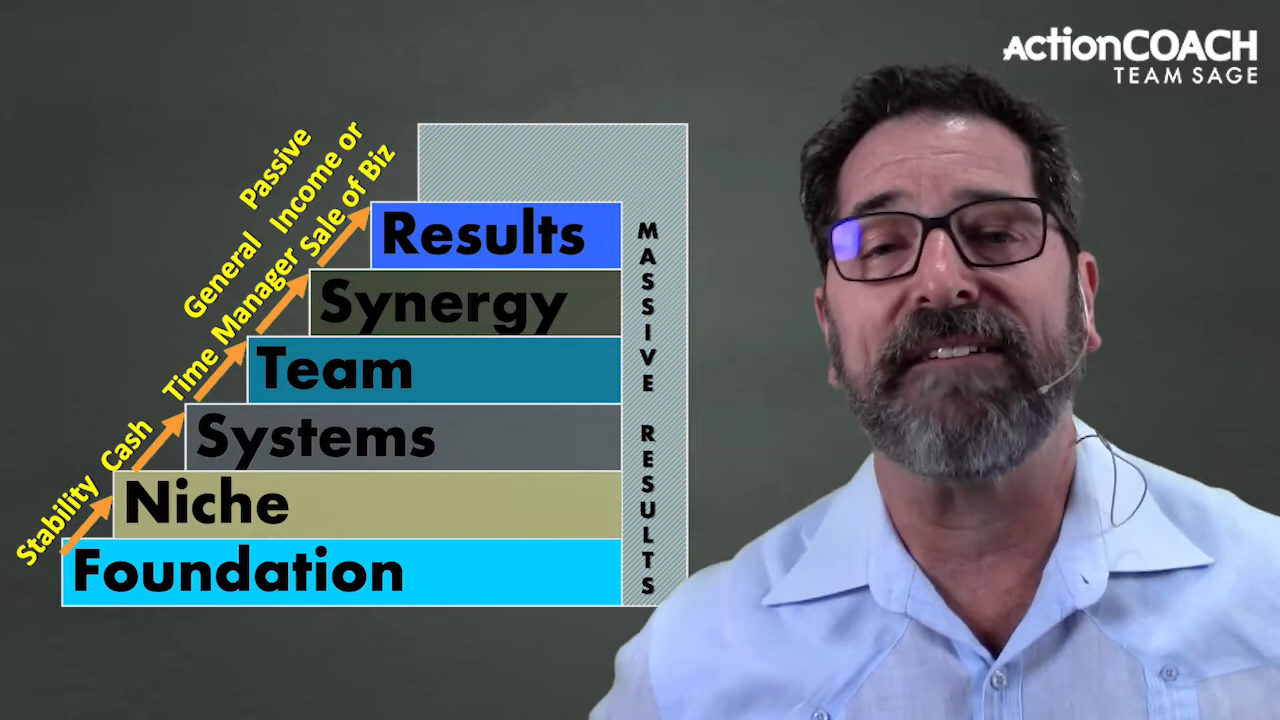 ActionCOACH
TEAM SAGE
Passive
Income or
Sale of Biz
General
Manager
Time
Cash
Stability
Results
Synergy
Team
Systems
Niche
Foundation
MASSIVE RESULTS